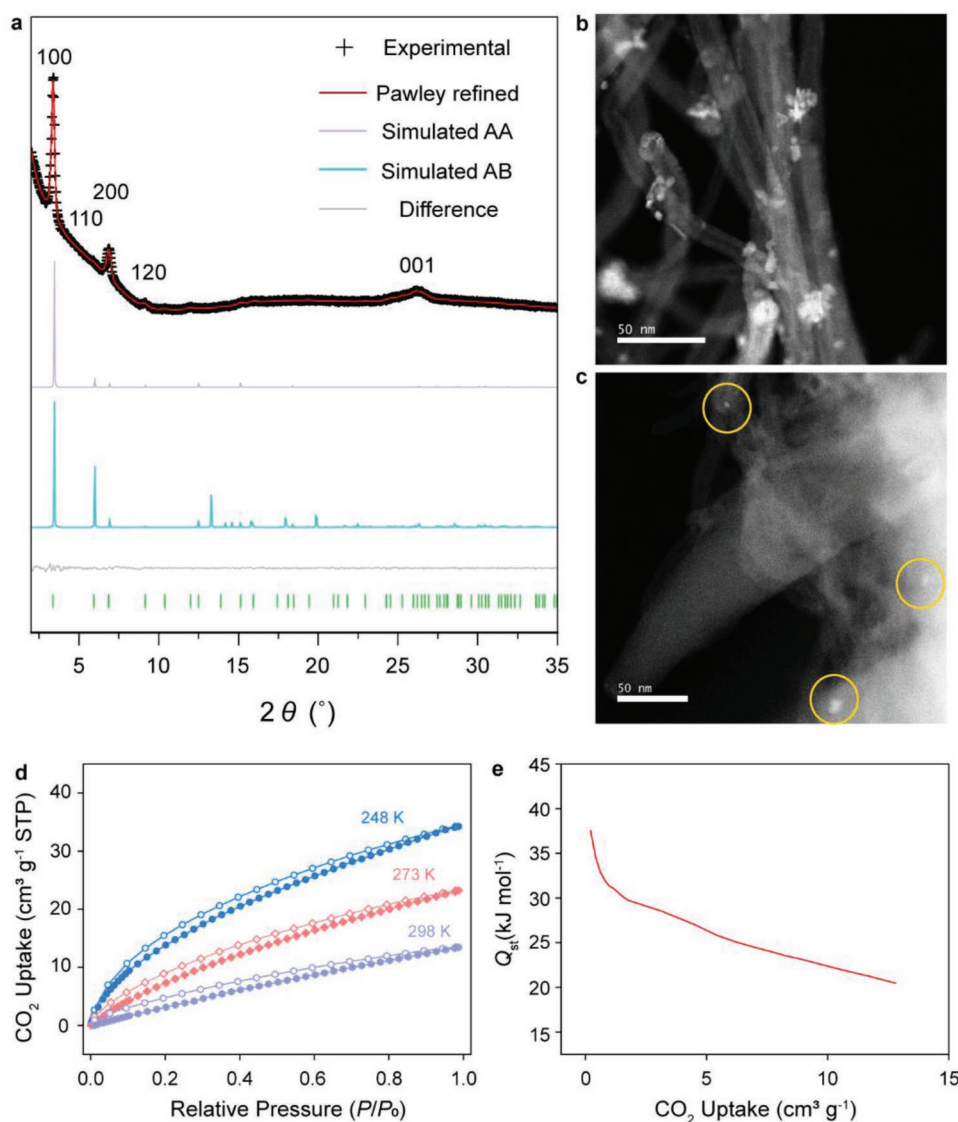 a
100
110
200
120
001
+ Experimental
Pawley refined
Simulated AA
Simulated AB
Difference
5 10 15 20 25 30 35
2θ (°)
b
50 nm
c
50 nm
d
CO₂ Uptake (cm³ g⁻¹ STP)
40
30
20
10
0
248 K
273 K
298 K
0.0 0.2 0.4 0.6 0.8 1.0
Relative Pressure (P/P₀)
e
Qst(kJ mol⁻¹)
45
40
35
30
25
20
15
0 5 10 15
CO₂ Uptake (cm³ g⁻¹)